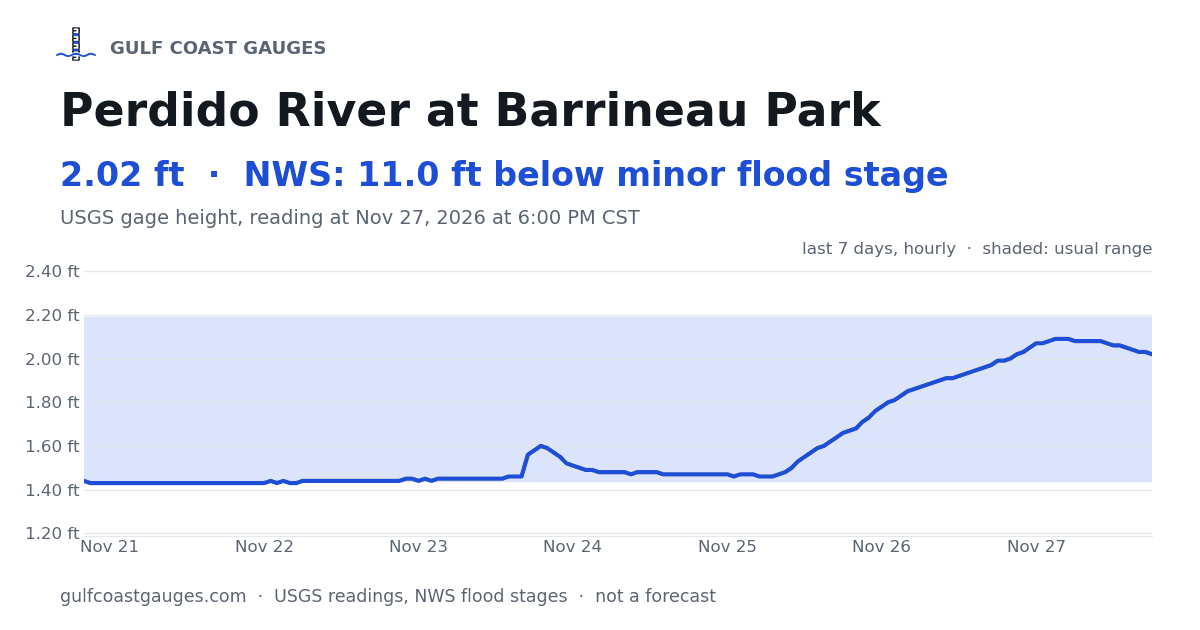 GULF COAST GAUGES
Perdido River at Barrineau Park
2.02 ft · NWS: 11.0 ft below minor flood stage
USGS gage height, reading at Nov 27, 2026 at 6:00 PM CST
last 7 days, hourly · shaded: usual range
2.40 ft
2.20 ft
2.00 ft
1.80 ft
1.60 ft
1.40 ft
1.20 ft
Nov 21 Nov 22 Nov 23 Nov 24 Nov 25 Nov 26 Nov 27
gulfcoastgauges.com · USGS readings, NWS flood stages · not a forecast